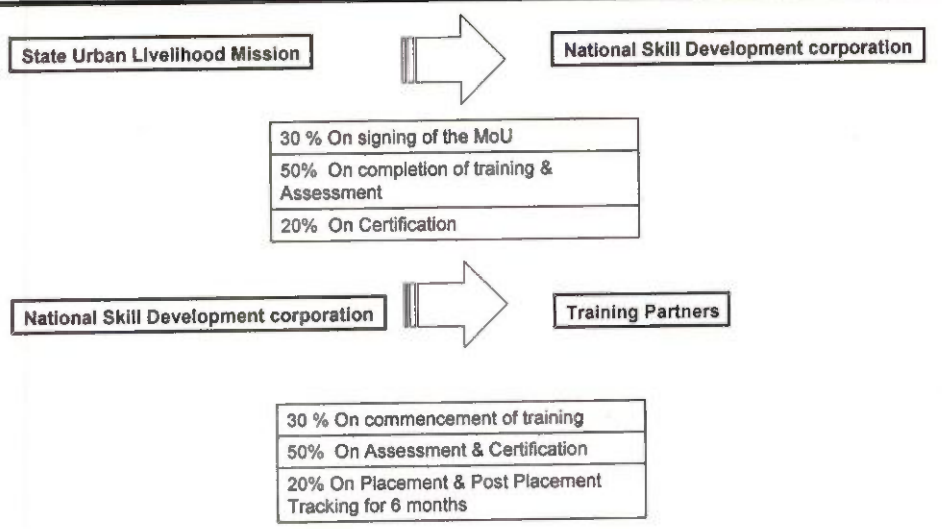 State Urban Livelihood Mission
National Skill Development corporation
30 % On signing of the MoU
50% On completion of training &
Assessment
20% On Certification
National Skill Development corporation
Training Partners
30 % On commencement of training
50% On Assessment & Certification
20% On Placement & Post Placement
Tracking for 6 months